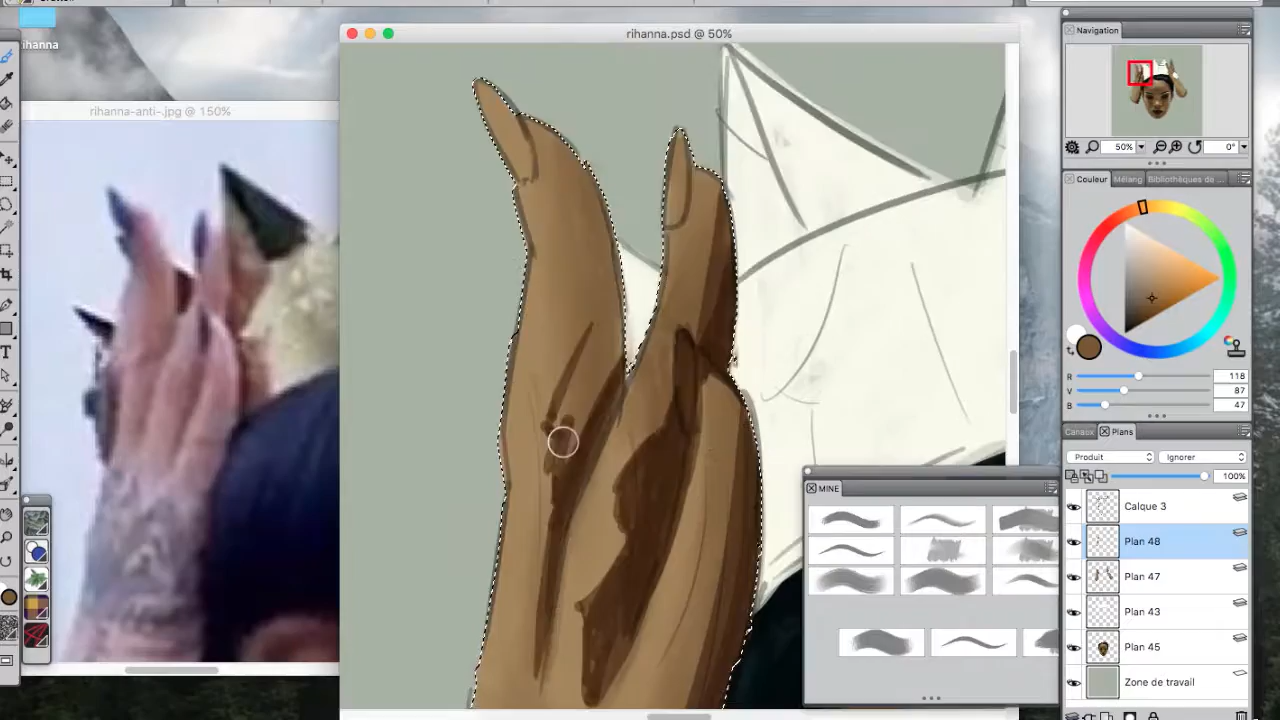 ihanna
rihanna-anti-.jpg @ 150%
rihanna.psd @ 50%
Navigation
50%
0°
Couleur
Mélang
Bibliothèques de ...
R 118
V 87
B 47
Canaux
Plans
Produit
Ignorer
100%
Calque 3
Plan 48
Plan 47
Plan 43
Plan 45
Zone de travail
MINE
T